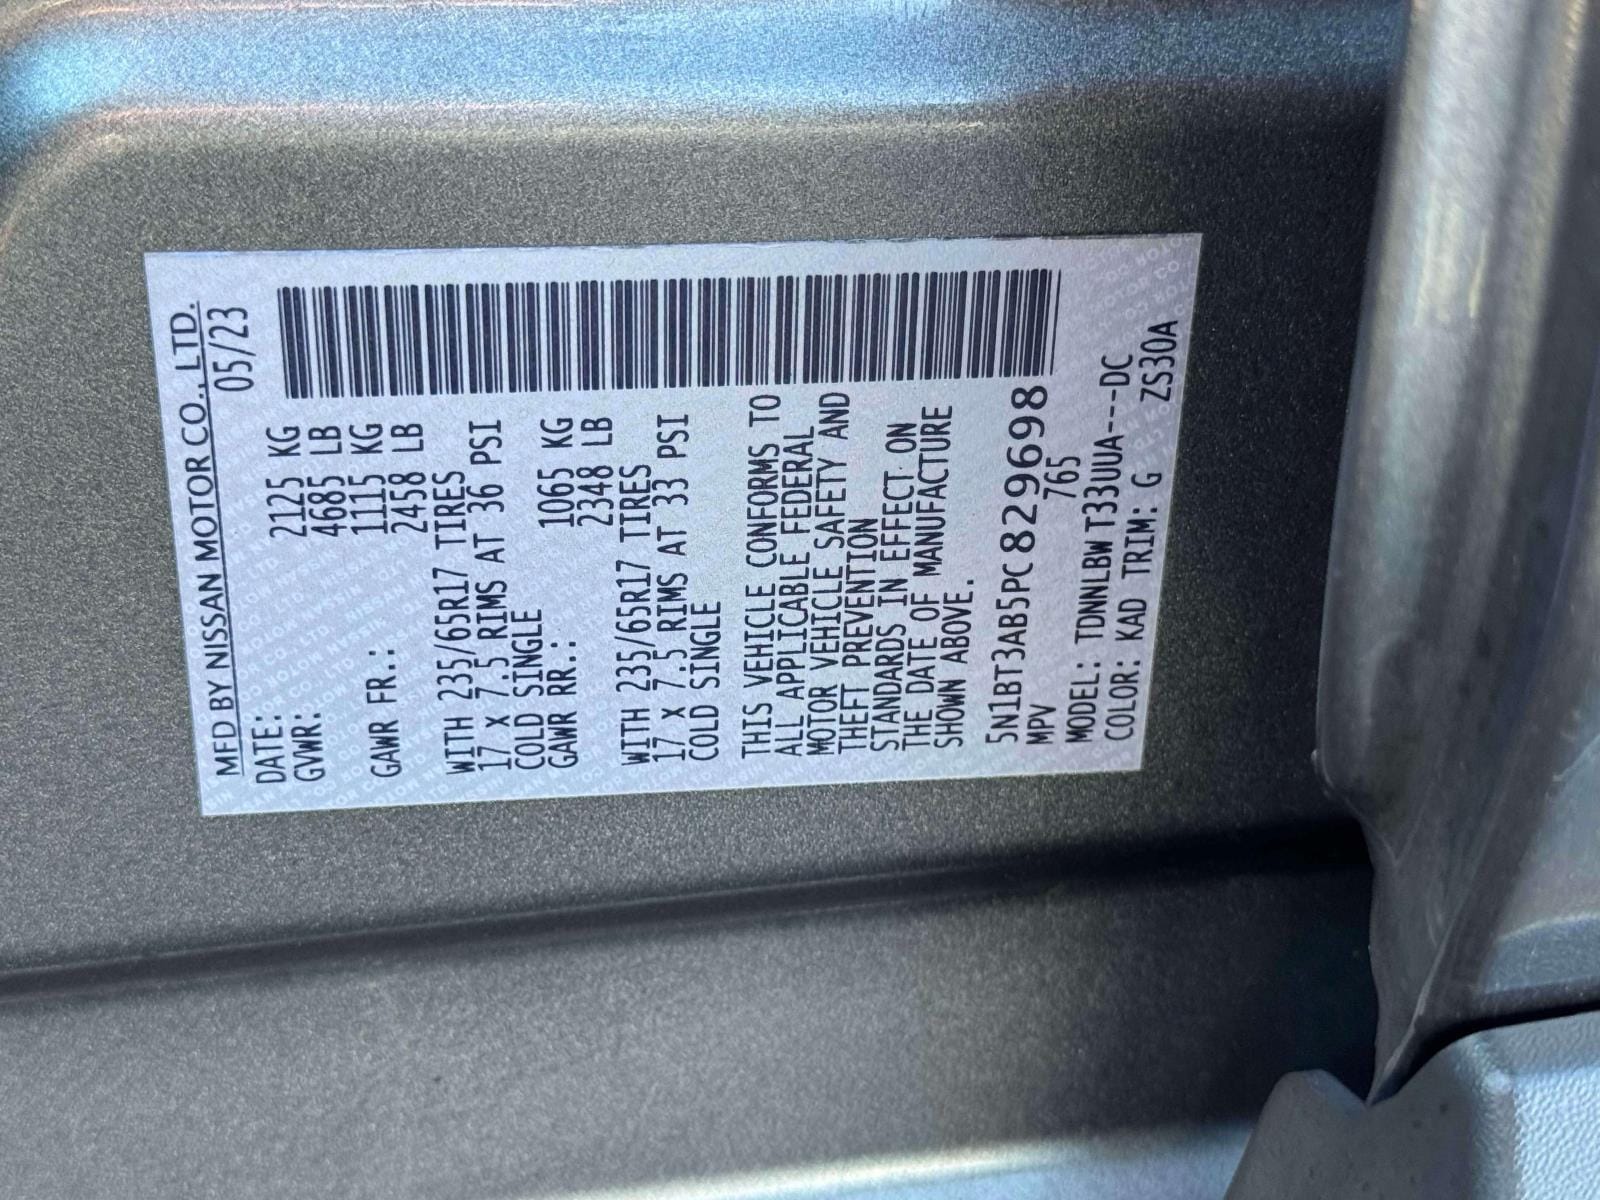 MFD BY NISSAN MOTOR CO., LTD.
DATE: 05/23
GVWR: 2125 KG
4685 LB
GAWR FR.: 1115 KG
2458 LB
WITH 235/65R17 TIRES
17 x 7.5 RIMS AT 36 PSI
COLD SINGLE
GAWR RR.: 1065 KG
2348 LB
WITH 235/65R17 TIRES
17 x 7.5 RIMS AT 33 PSI
COLD SINGLE
THIS VEHICLE CONFORMS TO
ALL APPLICABLE FEDERAL
MOTOR VEHICLE SAFETY AND
THEFT PREVENTION
STANDARDS IN EFFECT ON
THE DATE OF MANUFACTURE
SHOWN ABOVE.
5N1BT3AB5PC829698
MPV 765
MODEL: TDNNLBW T33UUA---DC
COLOR: KAD TRIM: G ZS30A